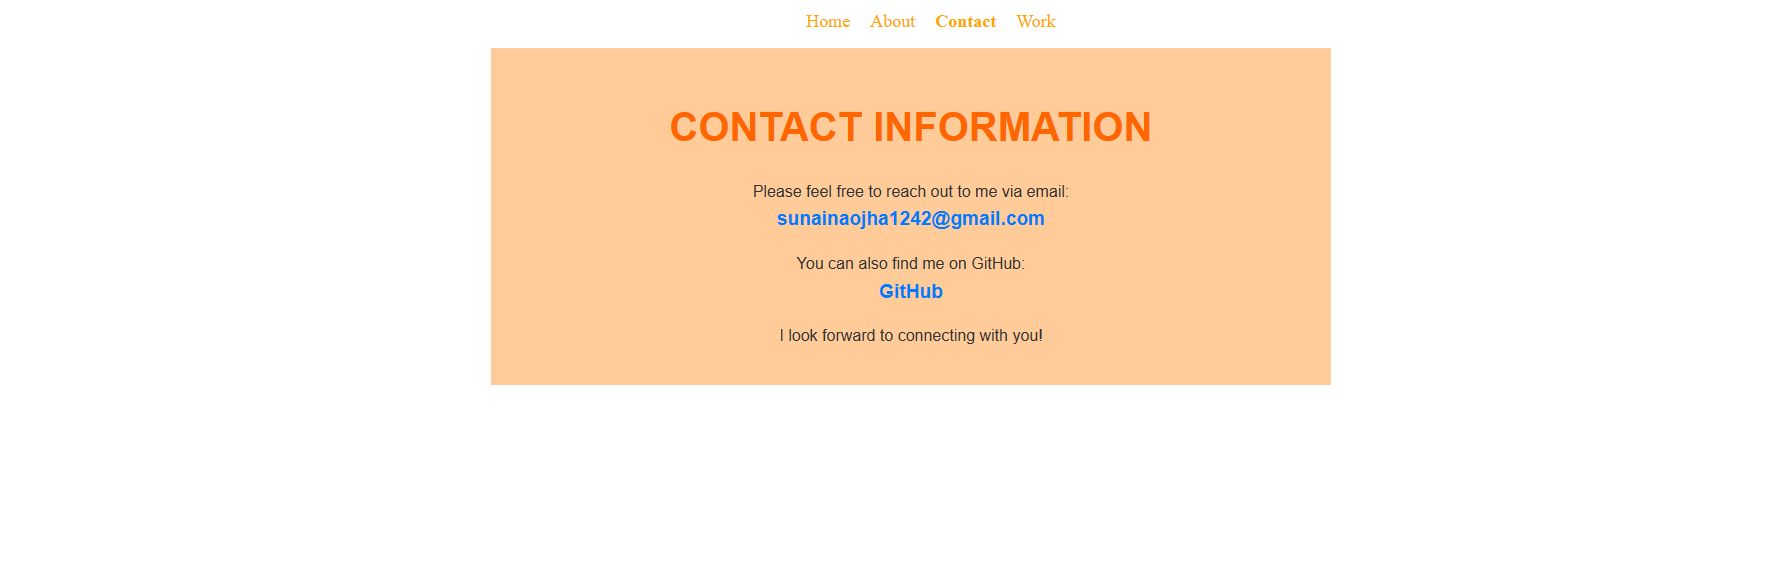 Home About Contact Work
CONTACT INFORMATION
Please feel free to reach out to me via email:
sunainaojha1242@gmail.com
You can also find me on GitHub:
GitHub
I look forward to connecting with you!